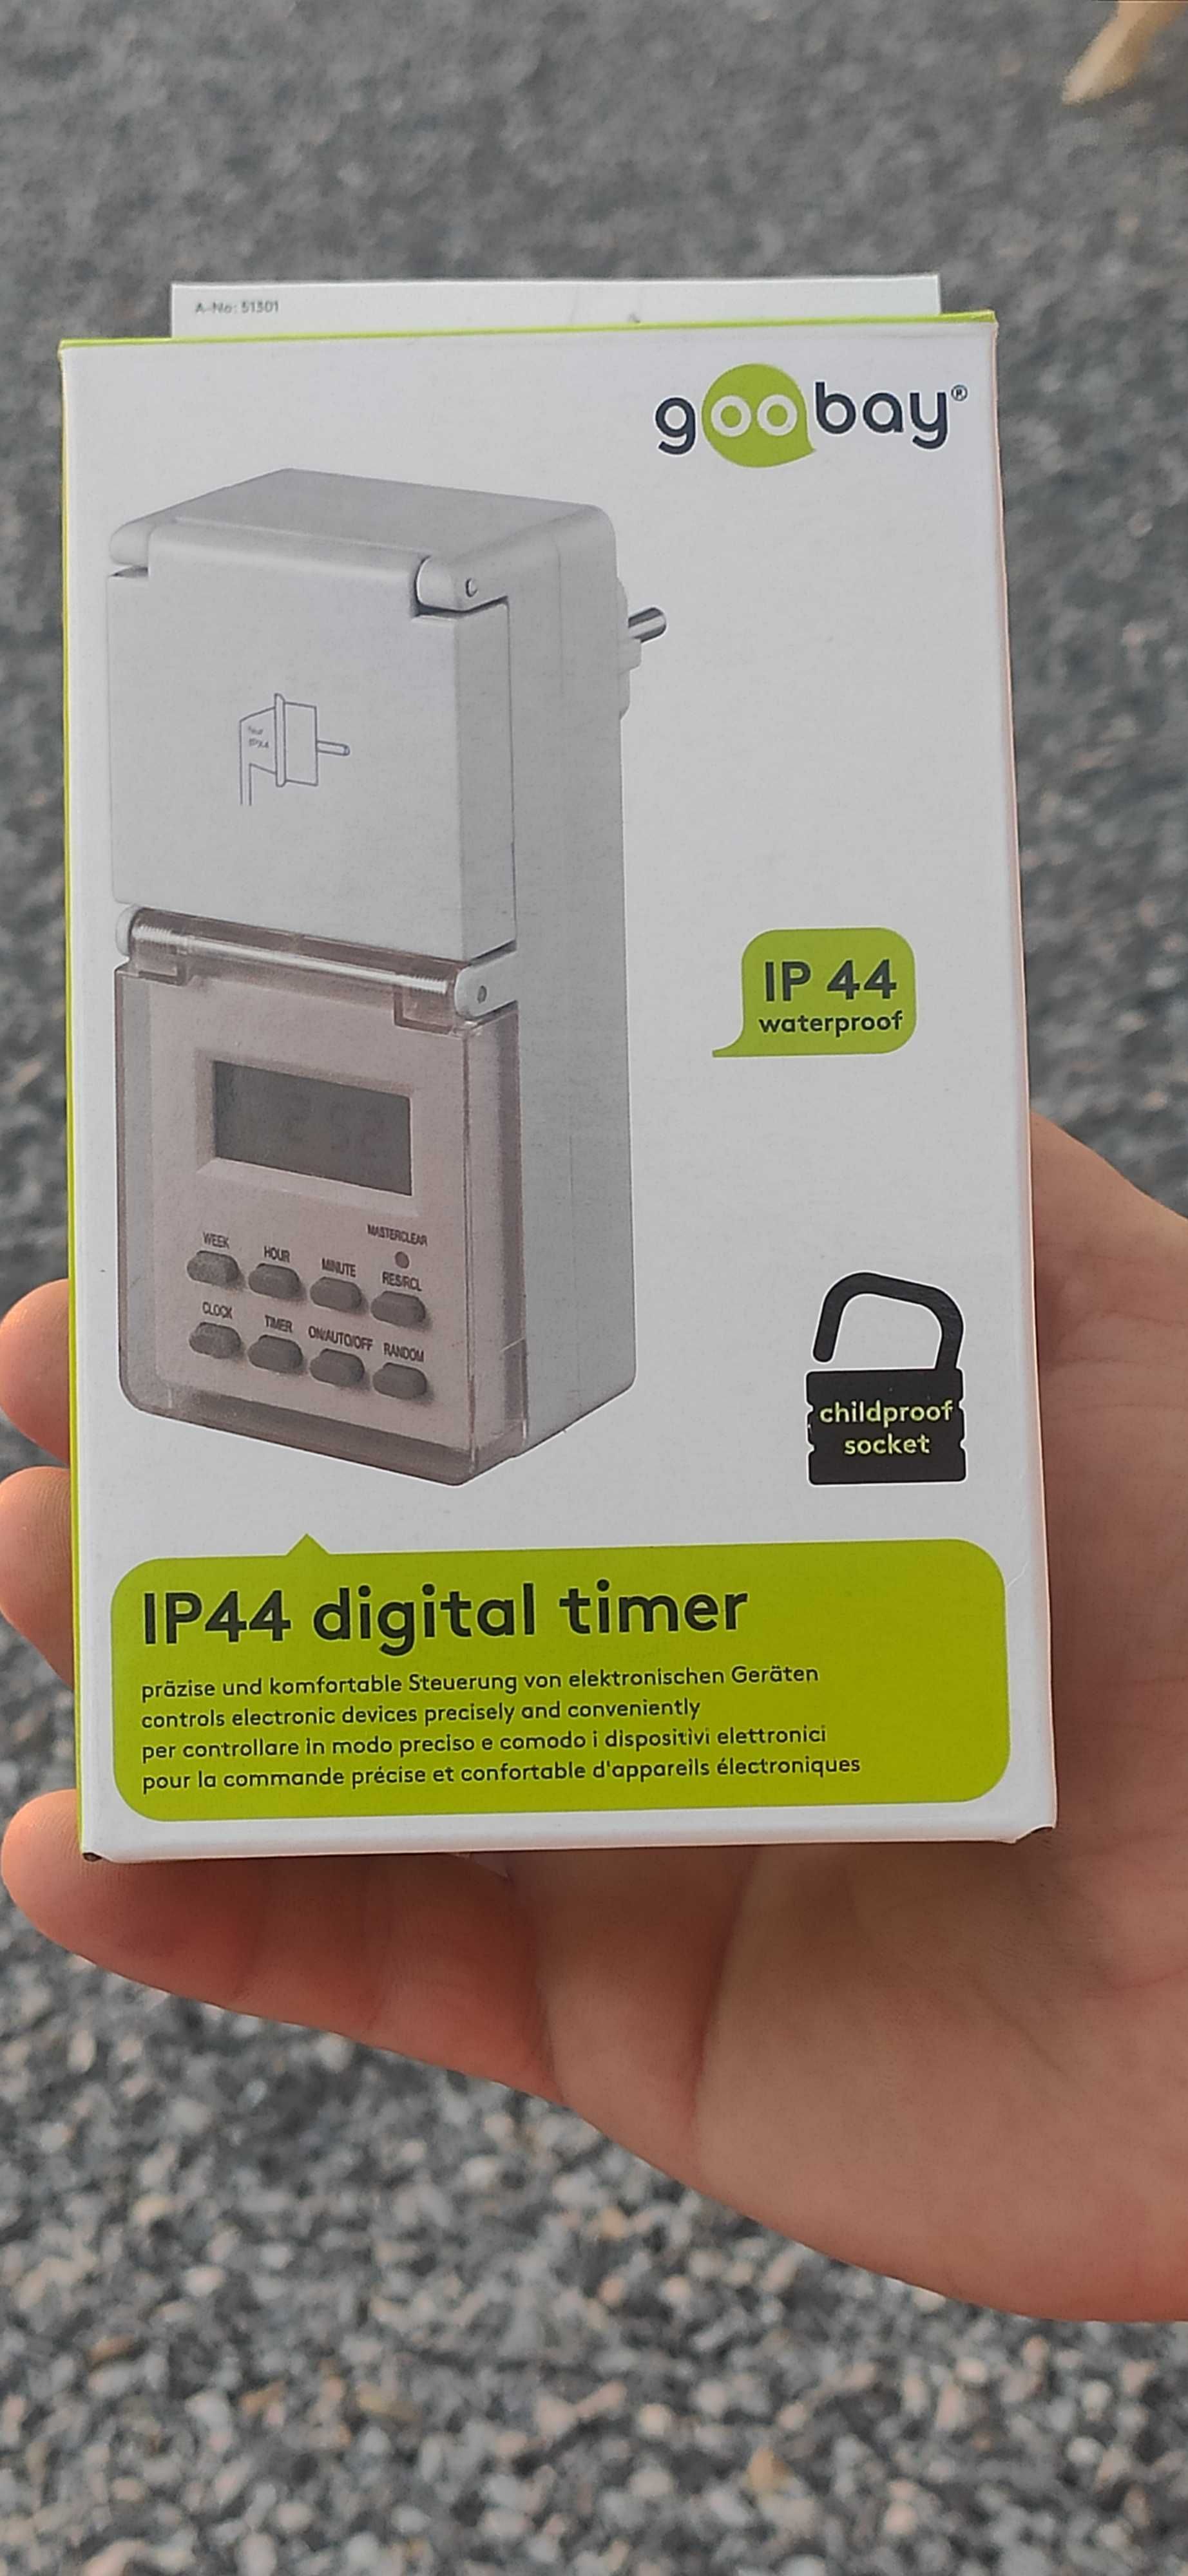 A-No: 51301
goobay®
IP 44
waterproof
WEEK
HOUR
MINUTE
MASTERCLEAR
RES/RCL
CLOCK
TIMER
ON/AUTO/OFF
RANDOM
childproof
socket
IP44 digital timer
präzise und komfortable Steuerung von elektronischen Geräten
controls electronic devices precisely and conveniently
per controllare in modo preciso e comodo i dispositivi elettronici
pour la commande précise et confortable d'appareils électroniques